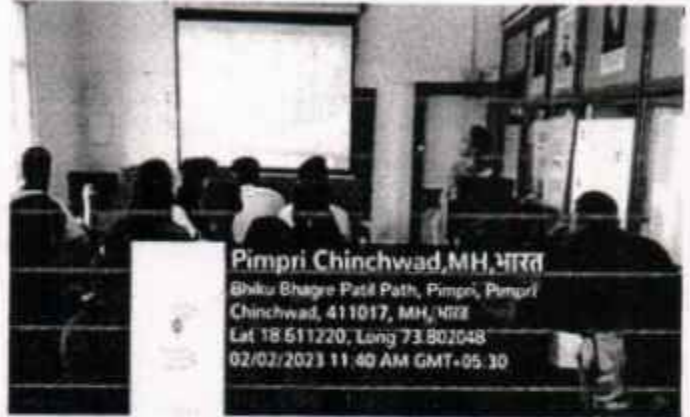 Pimpri Chinchwad,MH,भारत
Bhiku Bhagre Patil Path, Pimpri, Pimpri
Chinchwad, 411017, MH, भारत
Lat 18.611220, Long 73.802048
02/02/2023 11:40 AM GMT+05:30